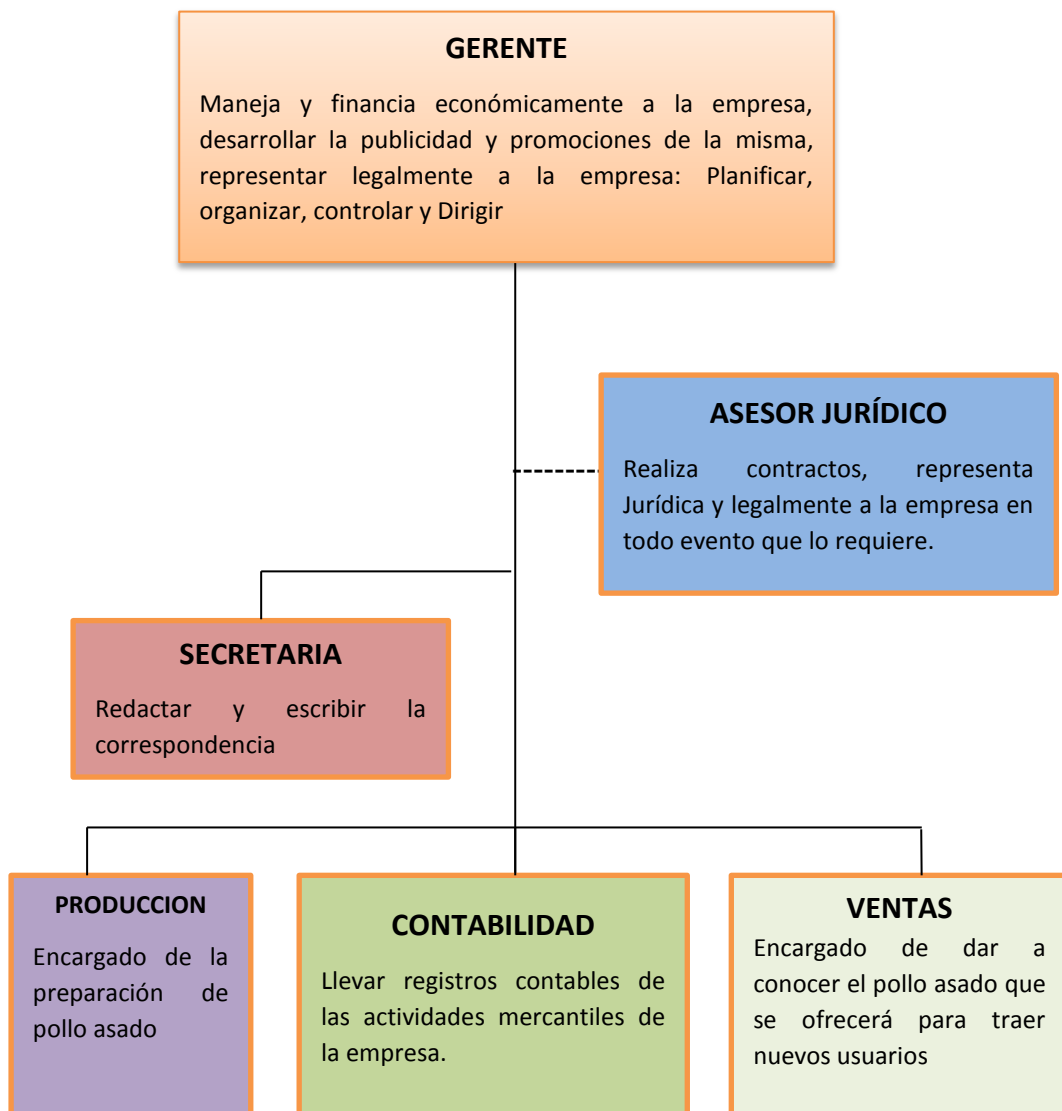 GERENTE
Maneja y financia económicamente a la empresa,
desarrollar la publicidad y promociones de la misma,
representar legalmente a la empresa: Planificar,
organizar, controlar y Dirigir
ASESOR JURÍDICO
Realiza contractos, representa
Jurídica y legalmente a la empresa en
todo evento que lo requiere.
SECRETARIA
Redactar y escribir la
correspondencia
PRODUCCION
Encargado de la
preparación de
pollo asado
CONTABILIDAD
Llevar registros contables de
las actividades mercantiles de
la empresa.
VENTAS
Encargado de dar a
conocer el pollo asado que
se ofrecerá para traer
nuevos usuarios